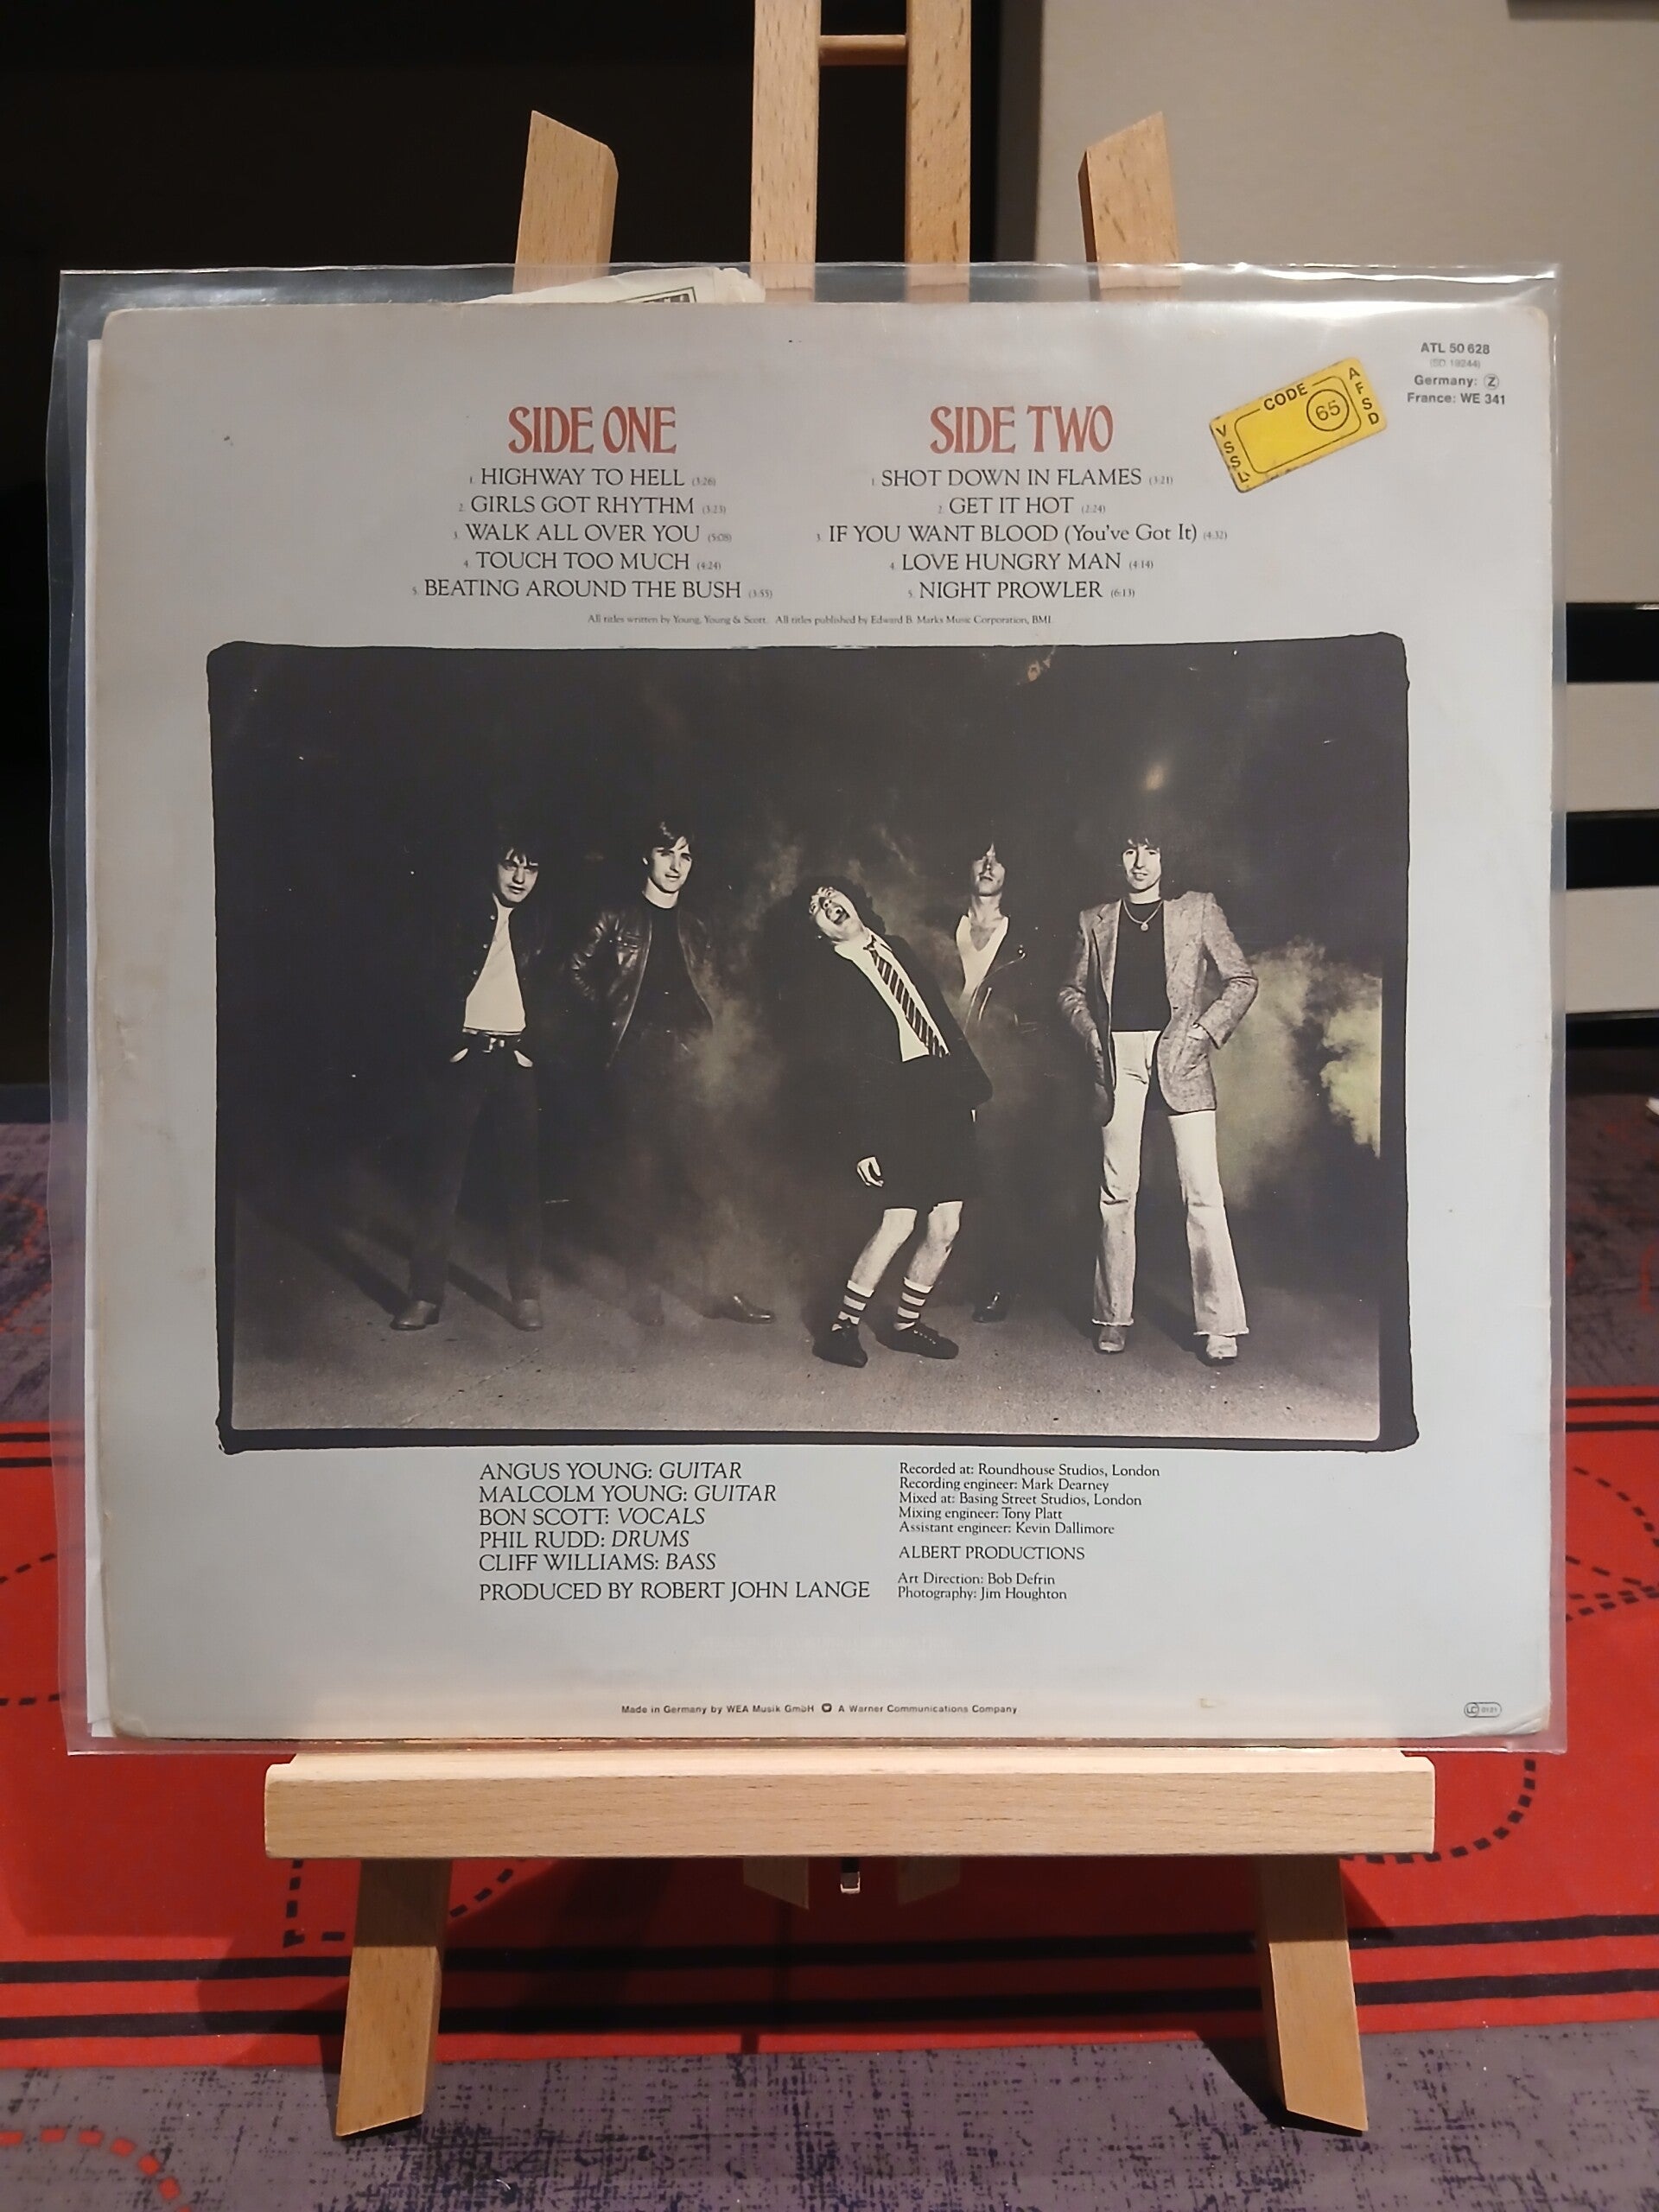 ATL 50 628
(SD 19244)
Germany: Z
France: WE 341
CODE
65
AFSD
SIDE ONE
1. HIGHWAY TO HELL (3:26)
2. GIRLS GOT RHYTHM (3:23)
3. WALK ALL OVER YOU (5:08)
4. TOUCH TOO MUCH (4:24)
5. BEATING AROUND THE BUSH (3:55)
SIDE TWO
1. SHOT DOWN IN FLAMES (3:21)
2. GET IT HOT (2:24)
3. IF YOU WANT BLOOD (You've Got It) (4:32)
4. LOVE HUNGRY MAN (4:14)
5. NIGHT PROWLER (6:13)
All titles written by Young, Young & Scott. All titles published by Edward B. Marks Music Corporation, BMI.
ANGUS YOUNG: GUITAR
MALCOLM YOUNG: GUITAR
BON SCOTT: VOCALS
PHIL RUDD: DRUMS
CLIFF WILLIAMS: BASS
PRODUCED BY ROBERT JOHN LANGE
Recorded at: Roundhouse Studios, London
Recording engineer: Mark Dearney
Mixed at: Basing Street Studios, London
Mixing engineer: Tony Platt
Assistant engineer: Kevin Dallimore
ALBERT PRODUCTIONS
Art Direction: Bob Defrin
Photography: Jim Houghton
Made in Germany by WEA Musik GmbH A Warner Communications Company
LC 0121